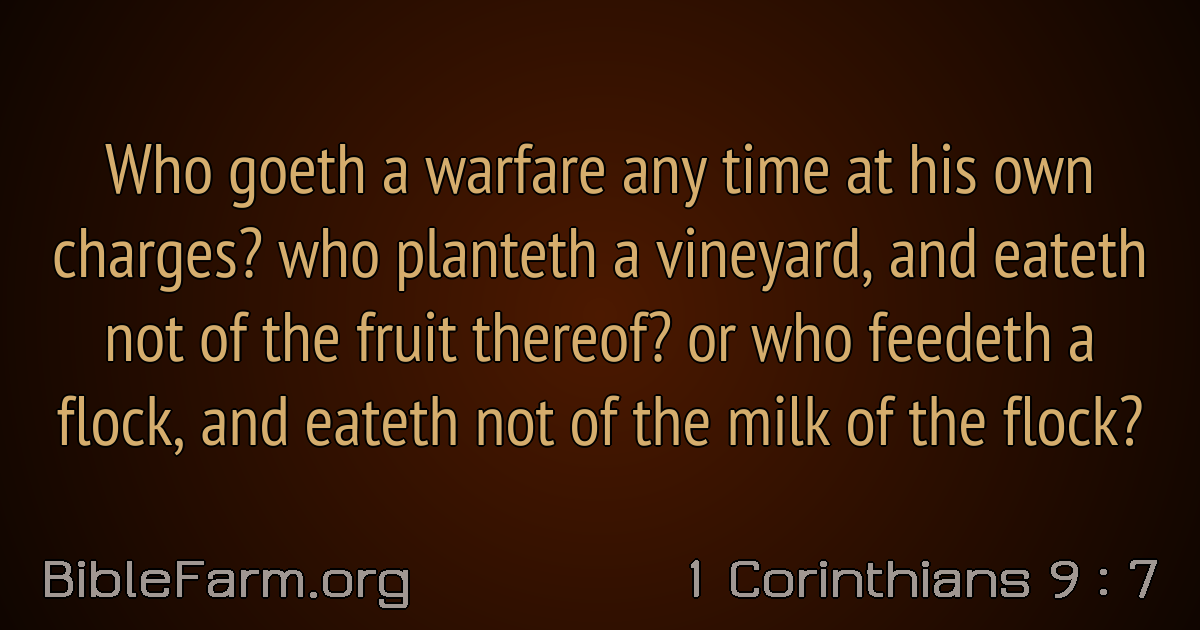 Who goeth a warfare any time at his own
charges? who planteth a vineyard, and eateth
not of the fruit thereof? or who feedeth a
flock, and eateth not of the milk of the flock?
BibleFarm.org
1 Corinthians 9 : 7